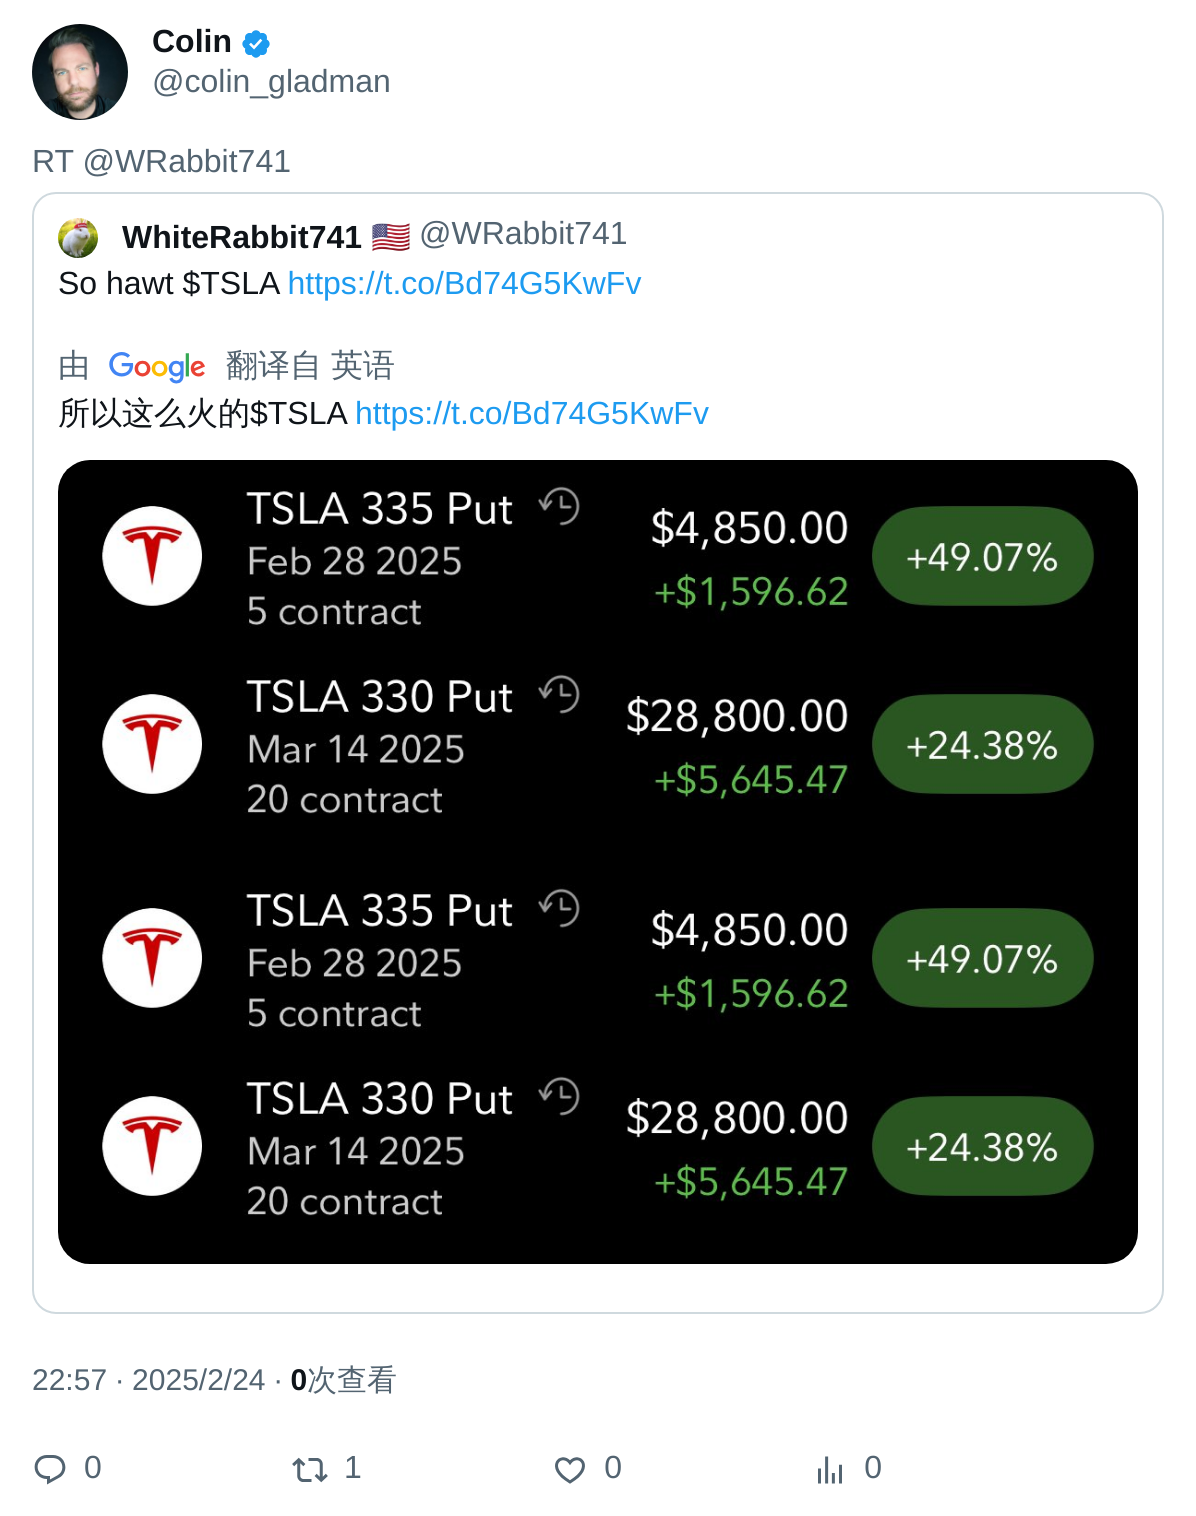 Colin
@colin_gladman
RT @WRabbit741
WhiteRabbit741 🇺🇸 @WRabbit741
So hawt $TSLA https://t.co/Bd74G5KwFv
由 Google 翻译自 英语
所以这么火的$TSLA https://t.co/Bd74G5KwFv
TSLA 335 Put
Feb 28 2025
5 contract
$4,850.00
+$1,596.62
+49.07%
TSLA 330 Put
Mar 14 2025
20 contract
$28,800.00
+$5,645.47
+24.38%
TSLA 335 Put
Feb 28 2025
5 contract
$4,850.00
+$1,596.62
+49.07%
TSLA 330 Put
Mar 14 2025
20 contract
$28,800.00
+$5,645.47
+24.38%
22:57 · 2025/2/24 · 0次查看
0 1 0 0